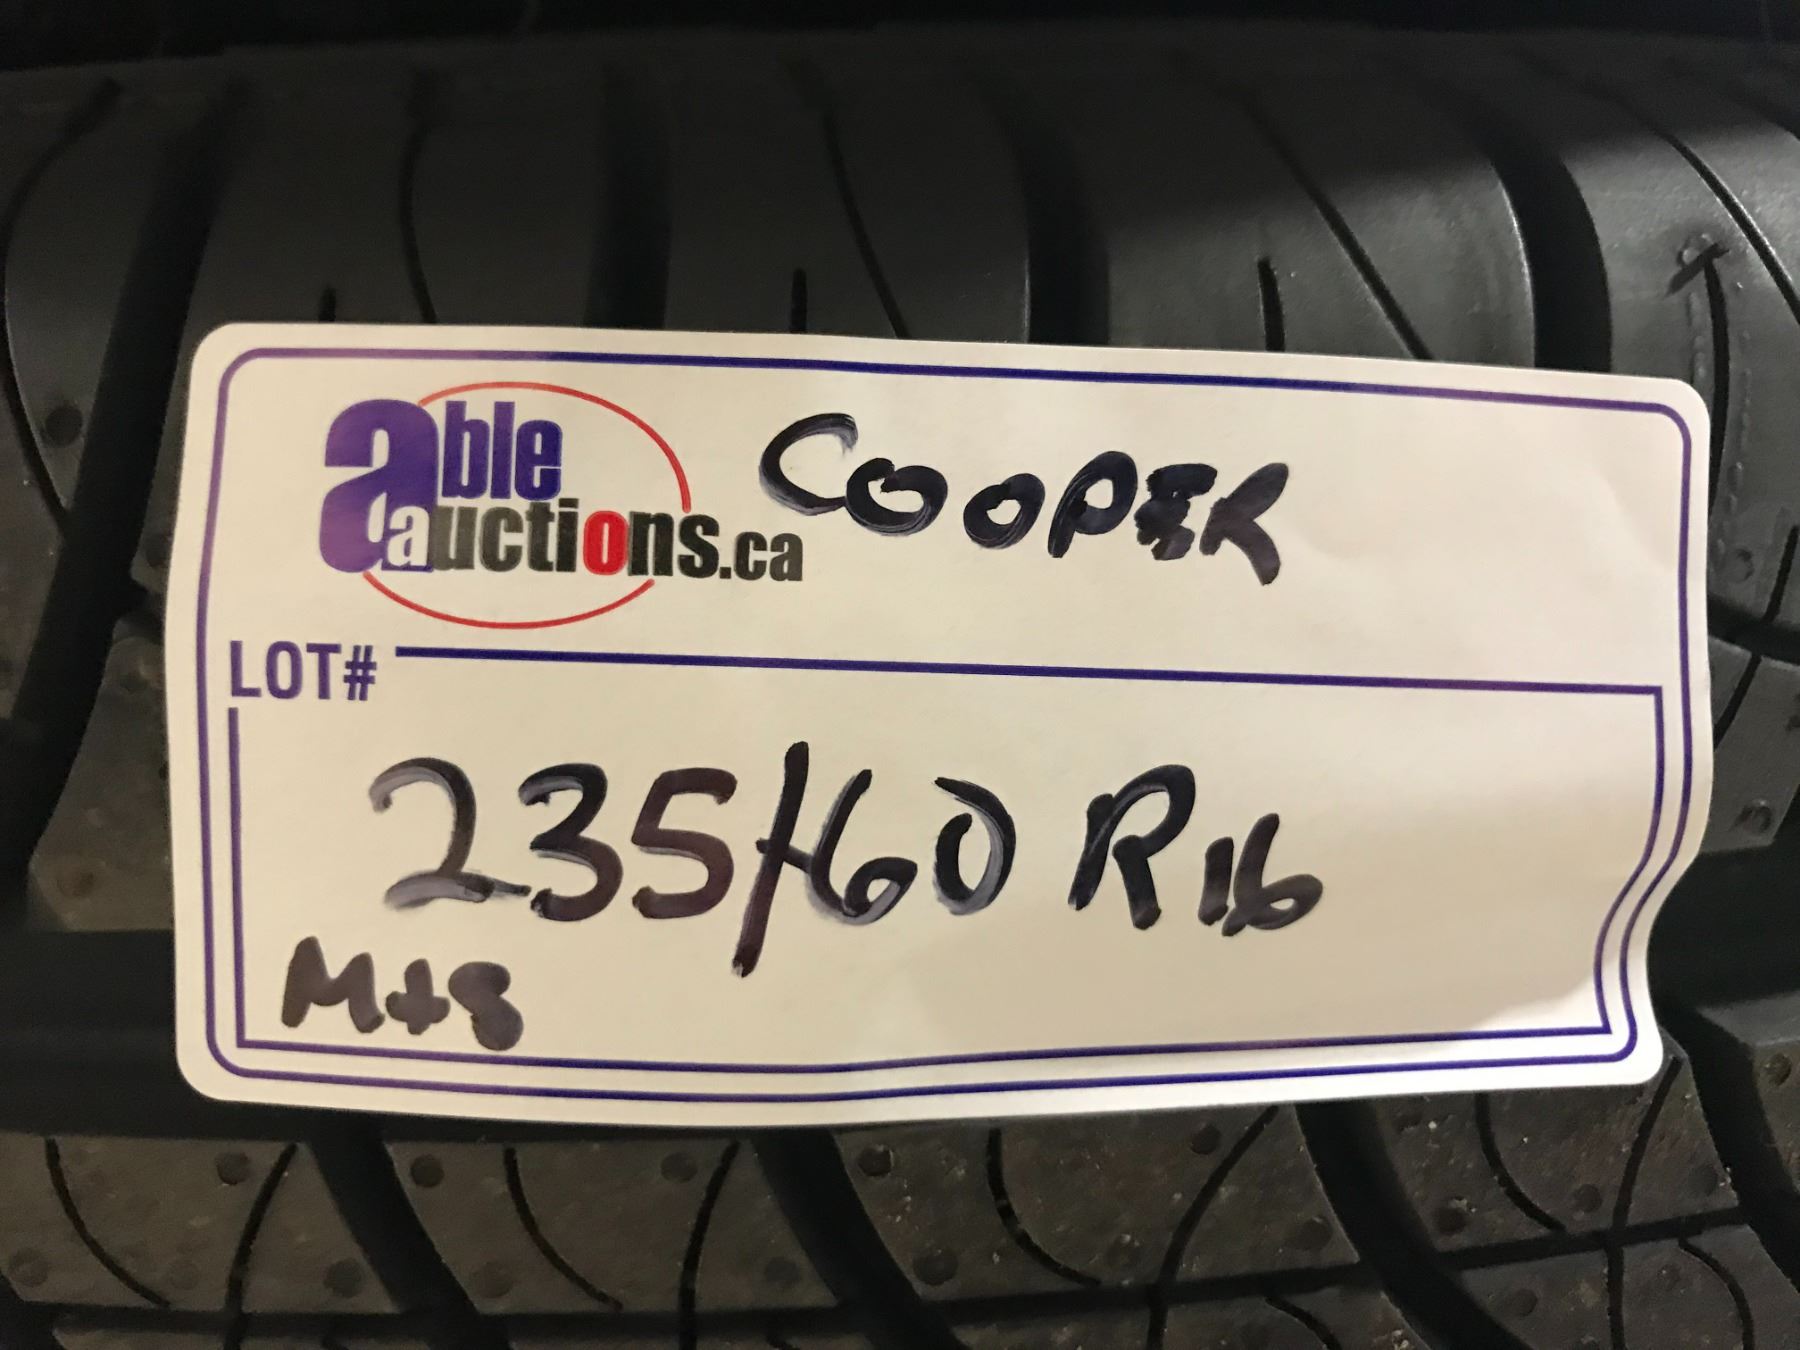 able
auctions.ca
COOPER
LOT#
235/60 R16
M+S